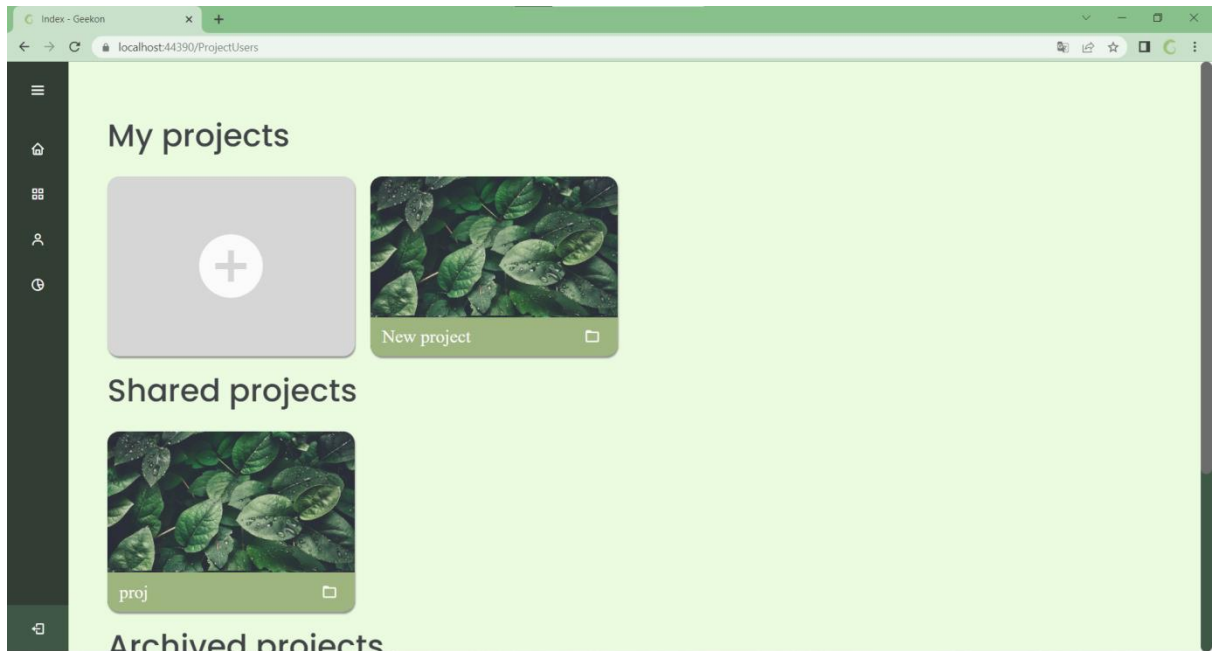 Index - Geekon
localhost:44390/ProjectUsers
My projects
New project
Shared projects
proj
Archived projects